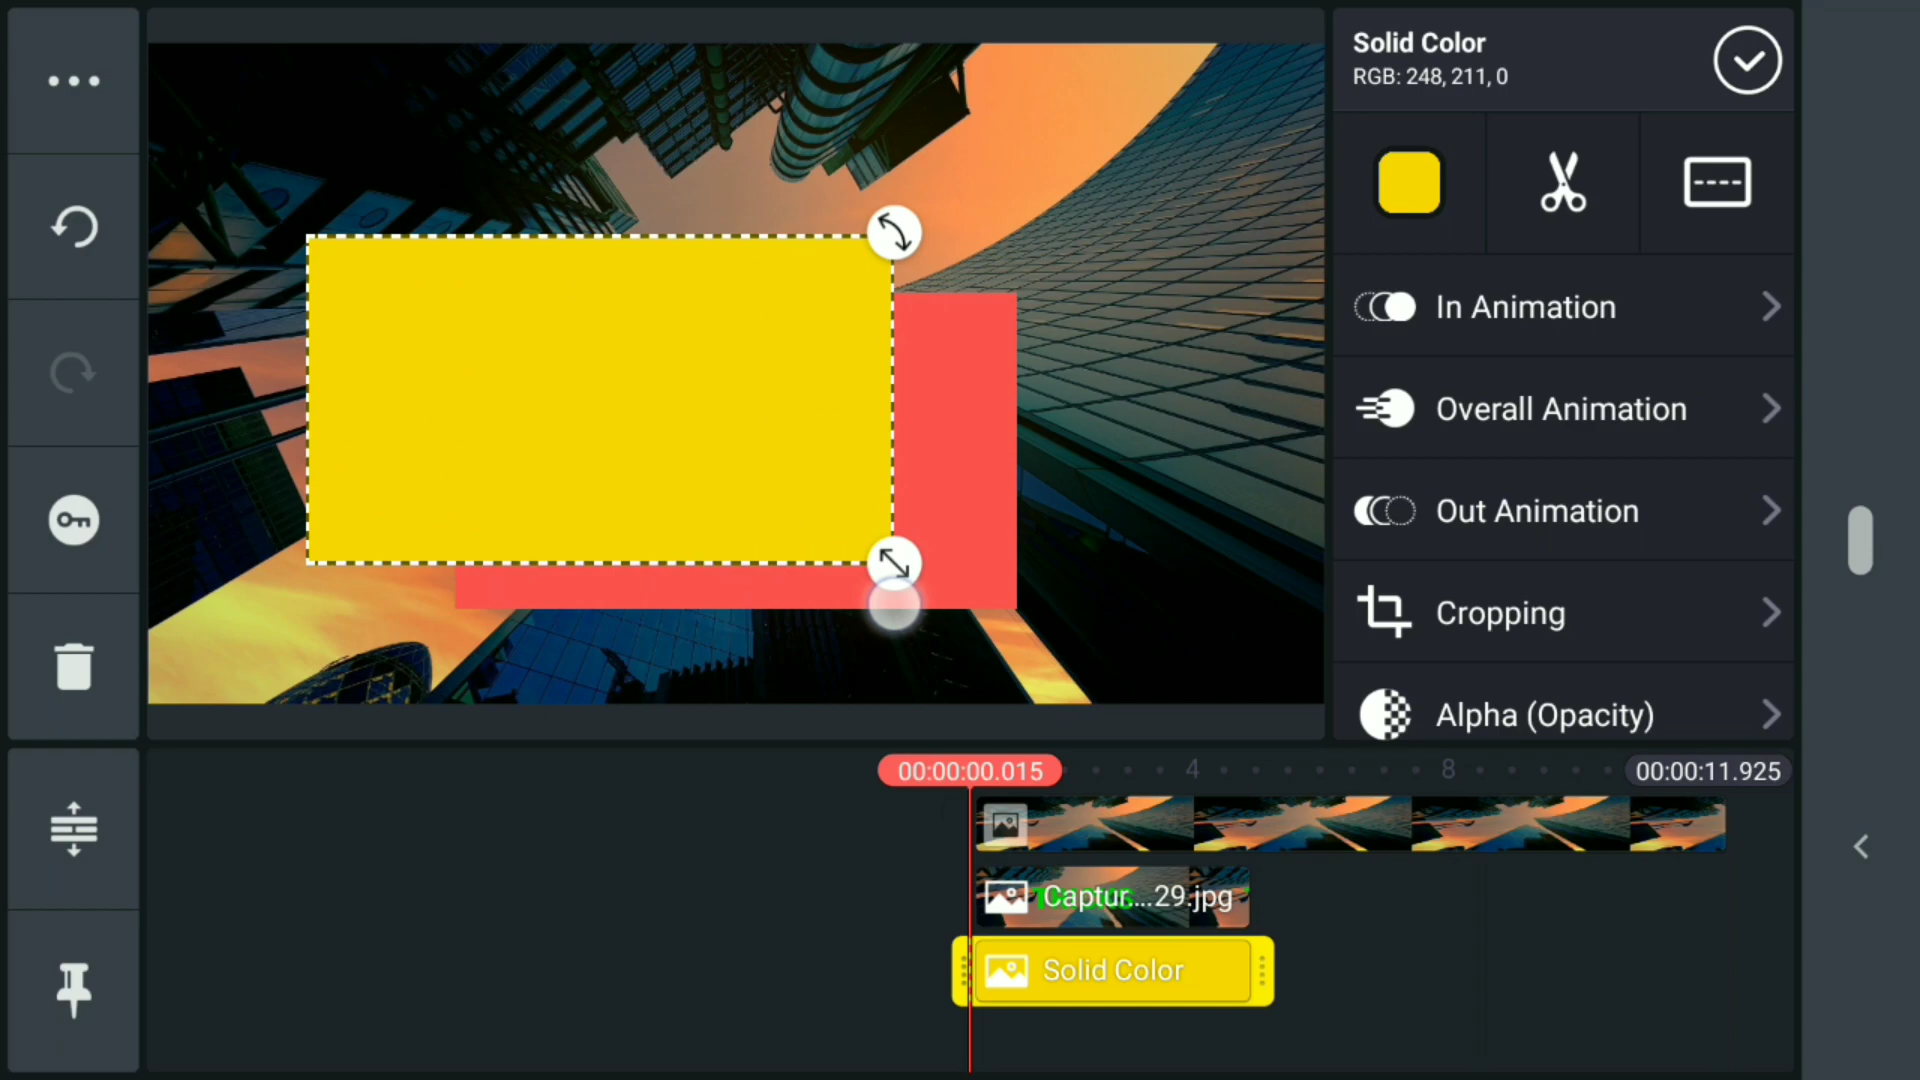 Solid Color
RGB: 248, 211, 0
In Animation
Overall Animation
Out Animation
Cropping
Alpha (Opacity)
00:00:00.015
4
8
00:00:11.925
Captur...29.jpg
Solid Color